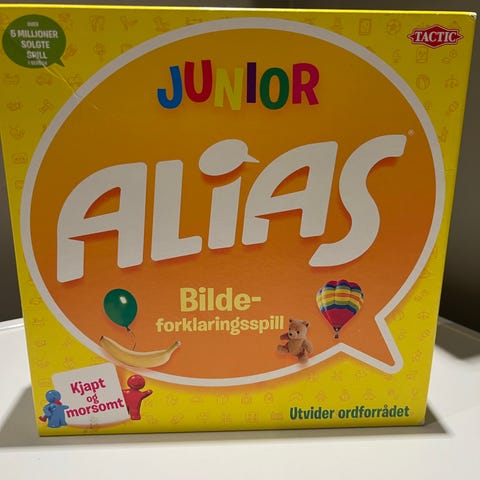 OVER
5 MILLIONER
SOLGTE
SPILL
TACTIC
JUNIOR
ALIAS
Bilde-
forklaringsspill
Kjapt
og
morsomt
Utvider ordforrådet